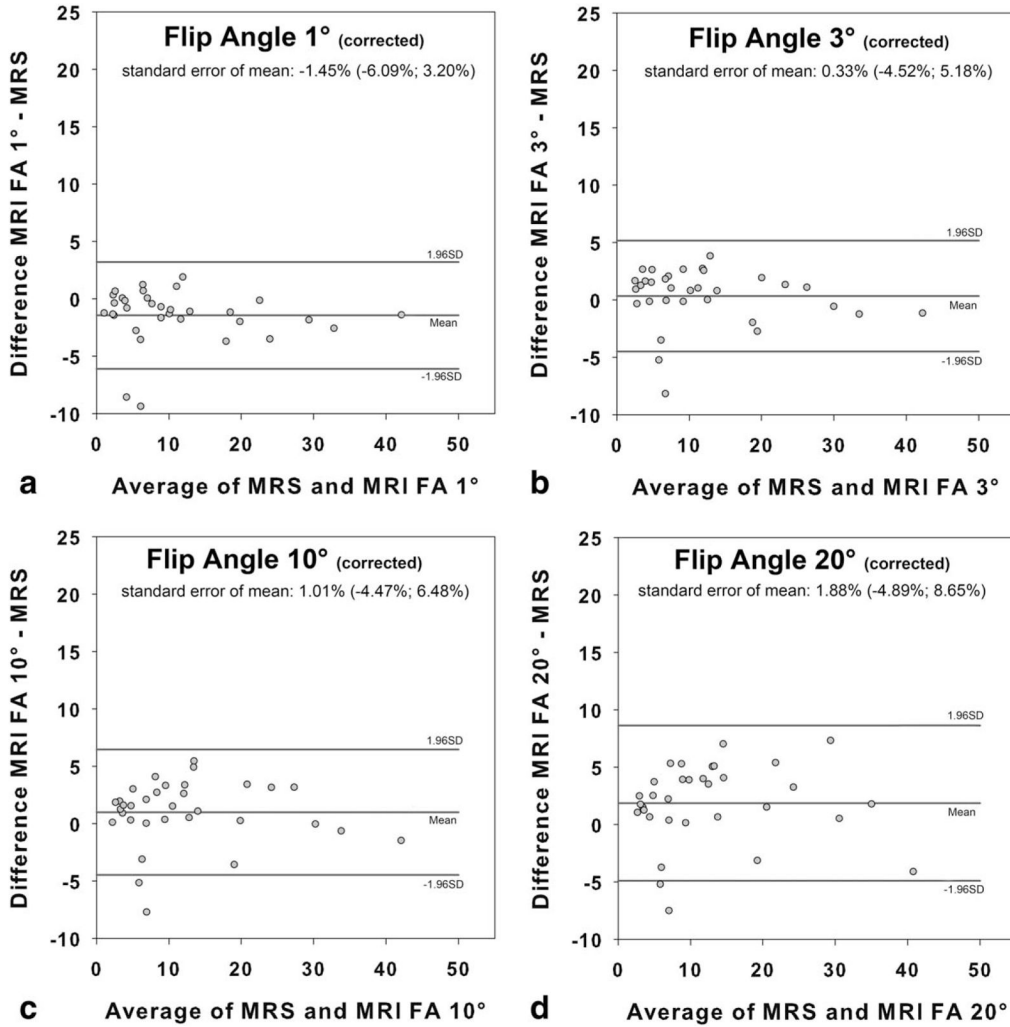 a
Flip Angle 1° (corrected)
standard error of mean: -1.45% (-6.09%; 3.20%)
Difference MRI FA 1° - MRS
25
20
15
10
5
0
-5
-10
1.96SD
Mean
-1.96SD
0 10 20 30 40 50
Average of MRS and MRI FA 1°
b
Flip Angle 3° (corrected)
standard error of mean: 0.33% (-4.52%; 5.18%)
Difference MRI FA 3° - MRS
25
20
15
10
5
0
-5
-10
1.96SD
Mean
-1.96SD
0 10 20 30 40 50
Average of MRS and MRI FA 3°
c
Flip Angle 10° (corrected)
standard error of mean: 1.01% (-4.47%; 6.48%)
Difference MRI FA 10° - MRS
25
20
15
10
5
0
-5
-10
1.96SD
Mean
-1.96SD
0 10 20 30 40 50
Average of MRS and MRI FA 10°
d
Flip Angle 20° (corrected)
standard error of mean: 1.88% (-4.89%; 8.65%)
Difference MRI FA 20° - MRS
25
20
15
10
5
0
-5
-10
1.96SD
Mean
-1.96SD
0 10 20 30 40 50
Average of MRS and MRI FA 20°